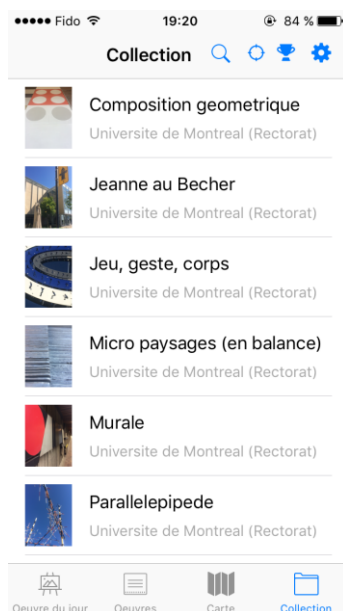 Fido 19:20 84 %
Collection
Composition geometrique
Universite de Montreal (Rectorat)
Jeanne au Becher
Universite de Montreal (Rectorat)
Jeu, geste, corps
Universite de Montreal (Rectorat)
Micro paysages (en balance)
Universite de Montreal (Rectorat)
Murale
Universite de Montreal (Rectorat)
Parallelepipede
Universite de Montreal (Rectorat)
Oeuvre du jour Oeuvres Carte Collection